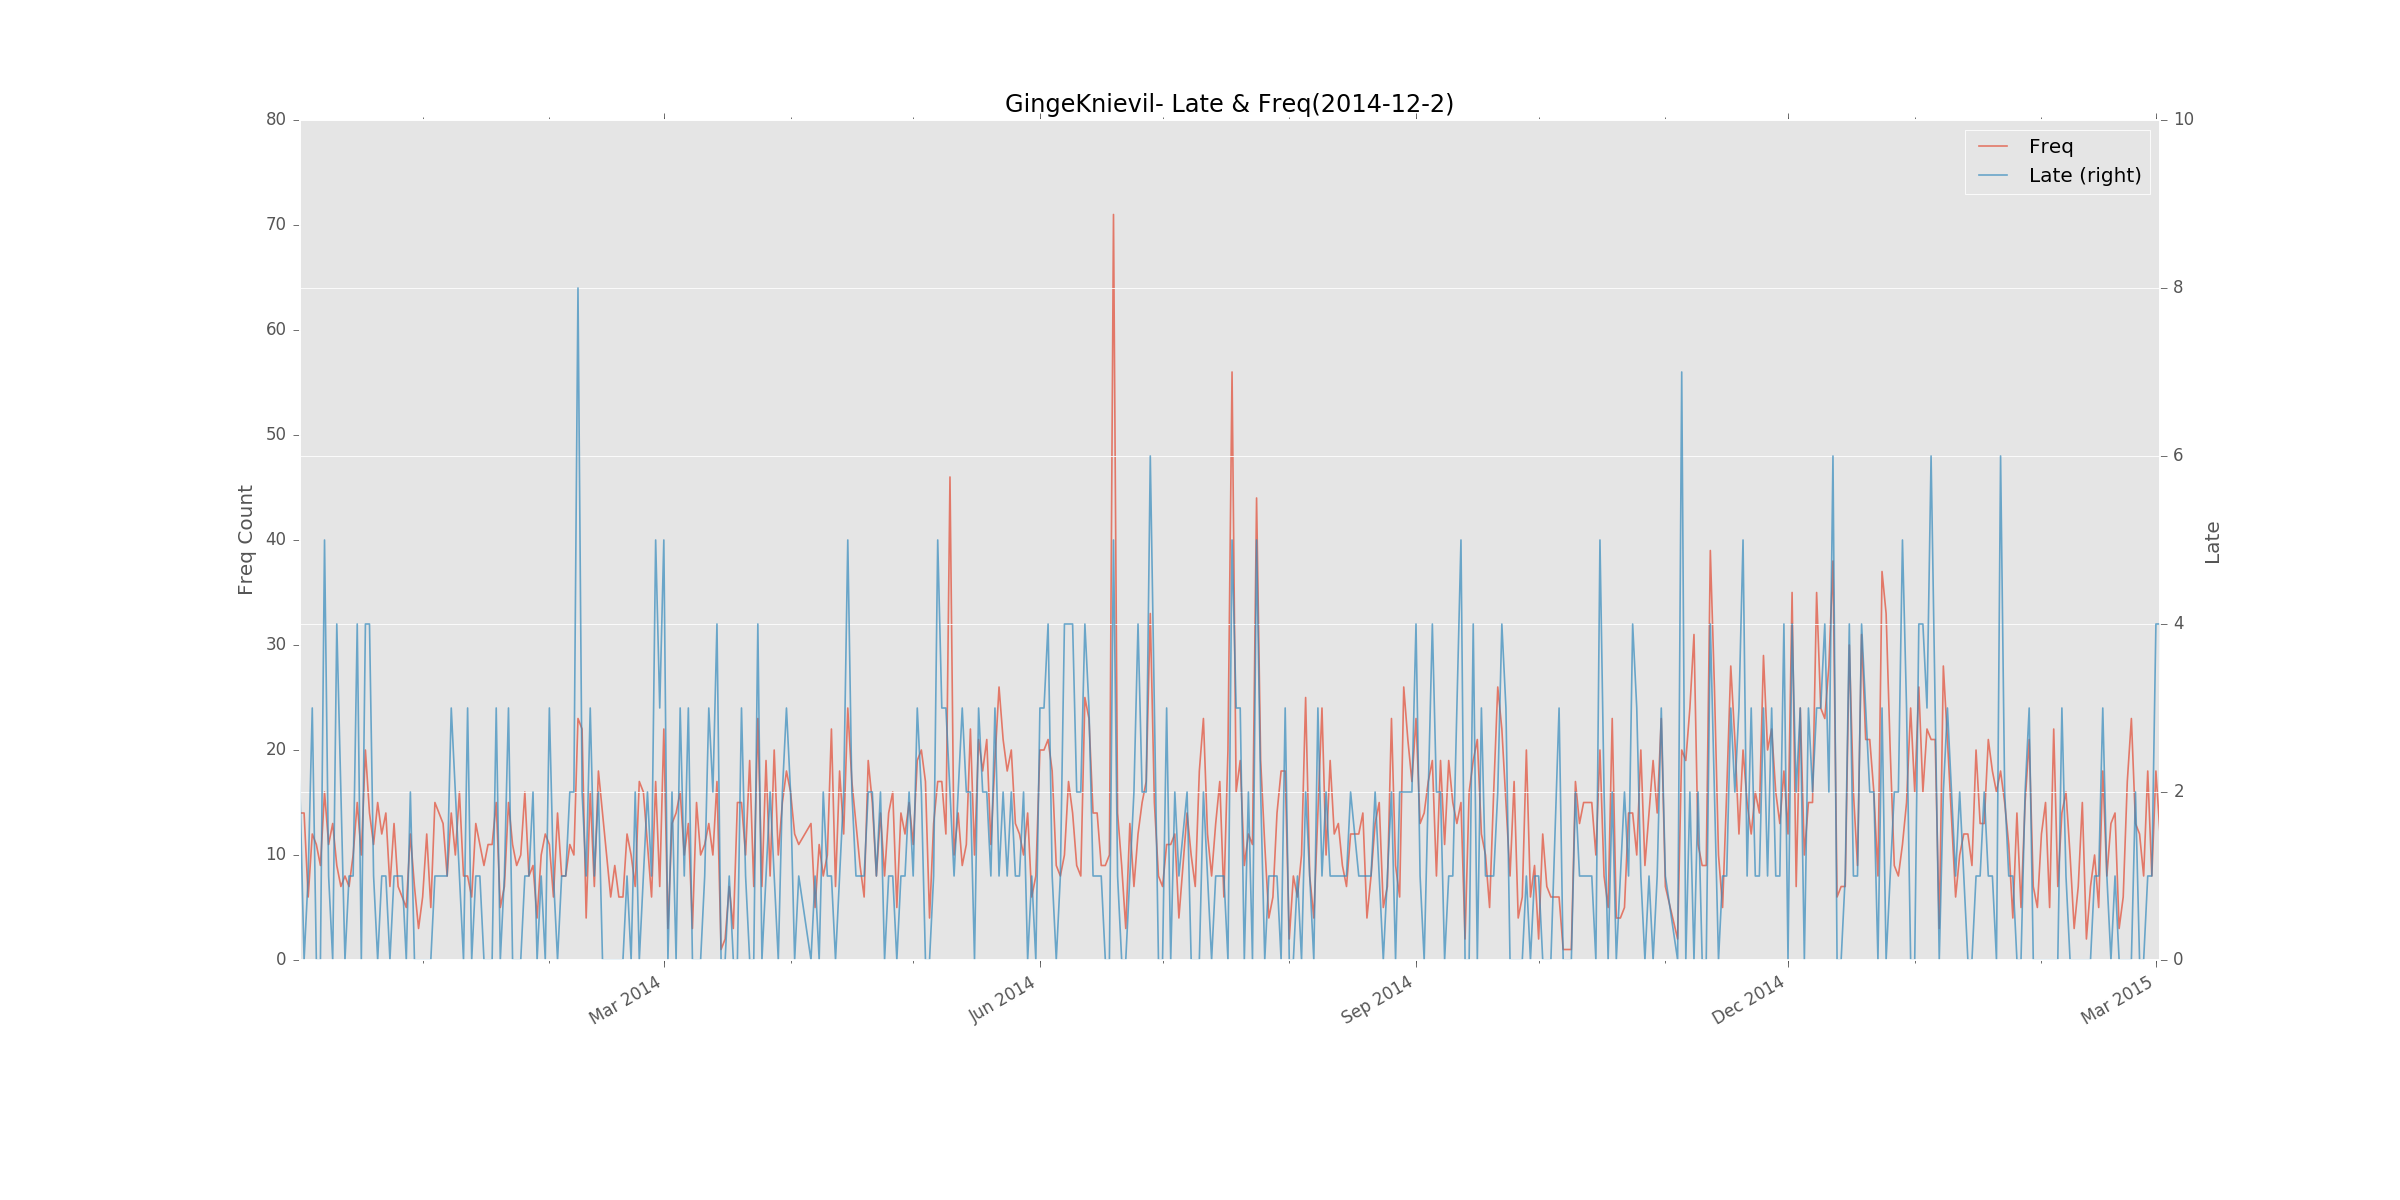 GingeKnievil- Late & Freq(2014-12-2)
80
70
60
50
40
30
20
10
0
Freq Count
10
8
6
4
2
0
Late
Freq
Late (right)
Mar 2014
Jun 2014
Sep 2014
Dec 2014
Mar 2015